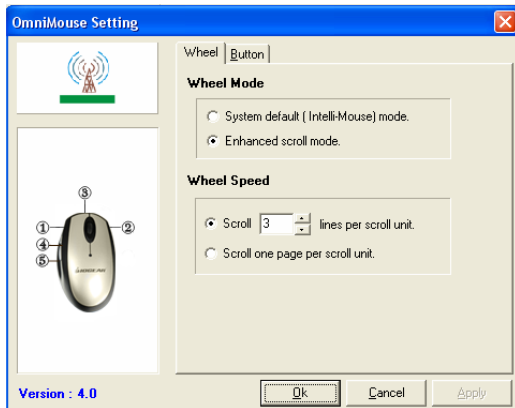 OmniMouse Setting
Wheel
Button
Wheel Mode
System default ( Intelli-Mouse) mode.
Enhanced scroll mode.
Wheel Speed
Scroll 3 lines per scroll unit.
Scroll one page per scroll unit.
③
①
②
④
⑤
Version : 4.0
Ok
Cancel
Apply